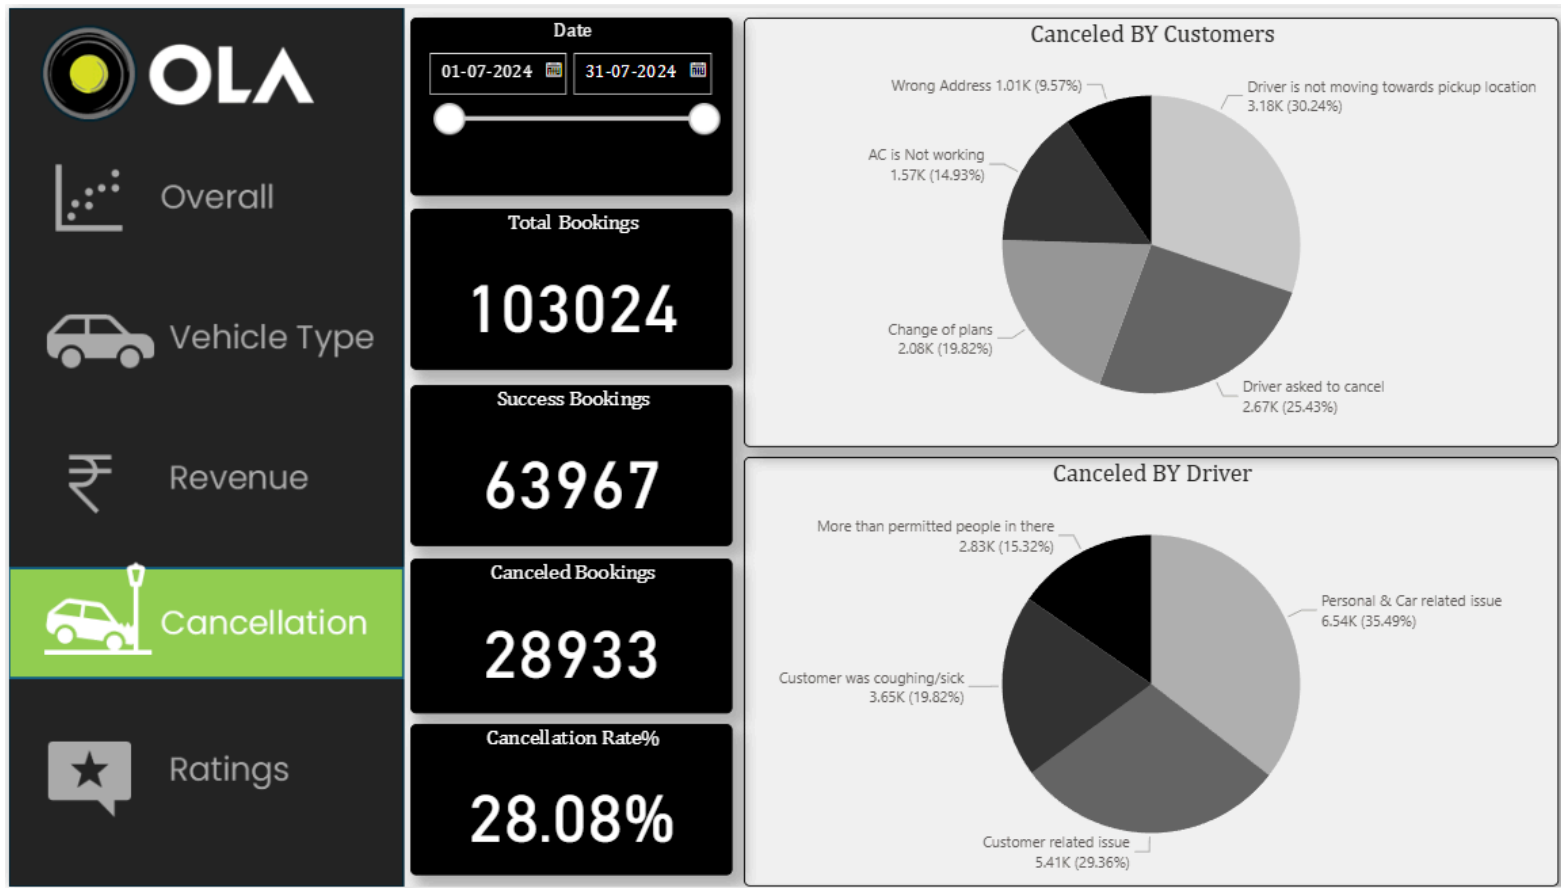 OLA
Overall
Vehicle Type
Revenue
Cancellation
Ratings
Date
01-07-2024
31-07-2024
Total Bookings
103024
Success Bookings
63967
Canceled Bookings
28933
Cancellation Rate%
28.08%
Canceled BY Customers
Wrong Address 1.01K (9.57%)
Driver is not moving towards pickup location
3.18K (30.24%)
AC is Not working
1.57K (14.93%)
Change of plans
2.08K (19.82%)
Driver asked to cancel
2.67K (25.43%)
Canceled BY Driver
More than permitted people in there
2.83K (15.32%)
Personal & Car related issue
6.54K (35.49%)
Customer was coughing/sick
3.65K (19.82%)
Customer related issue
5.41K (29.36%)